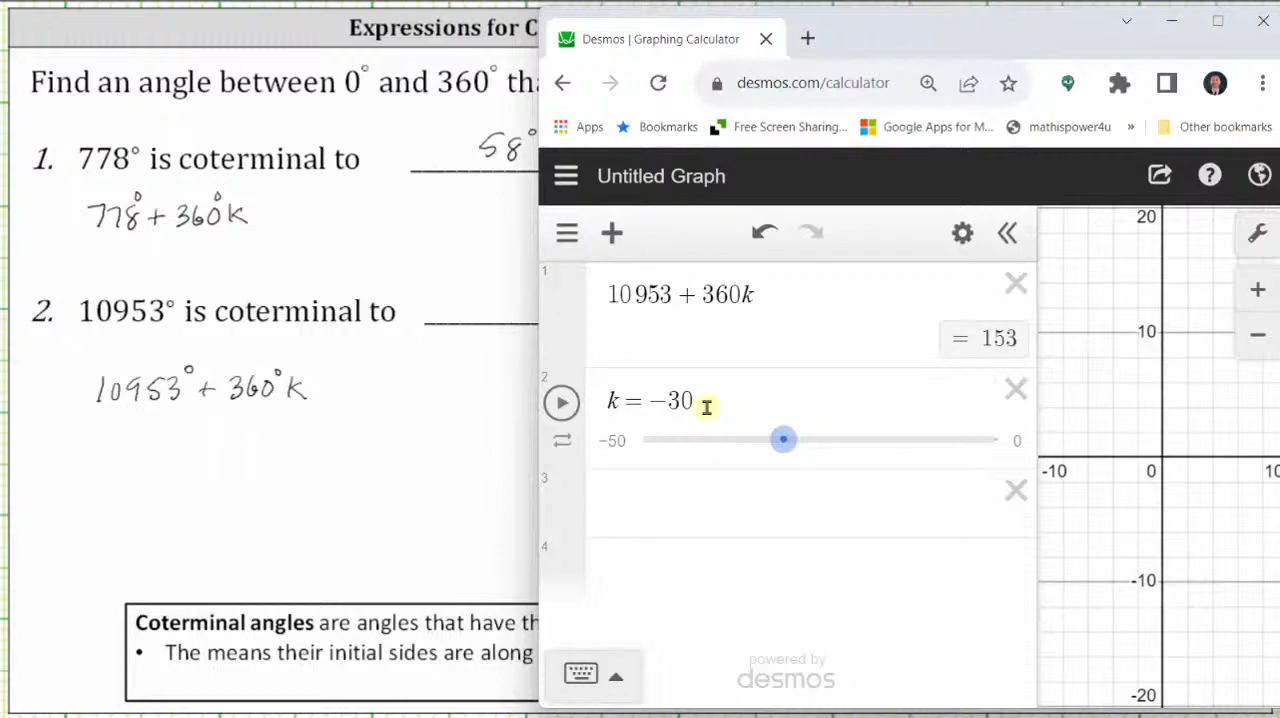 Expressions for C
Find an angle between 0° and 360° tha
1. 778° is coterminal to 58°
778° + 360° k
2. 10953° is coterminal to
10953° + 360° k
Coterminal angles are angles that have th
• The means their initial sides are along
Desmos | Graphing Calculator
desmos.com/calculator
Apps Bookmarks Free Screen Sharing... Google Apps for M... mathispower4u » Other bookmarks
Untitled Graph
1
10953 + 360k
= 153
2
k = −30
−50 0
3
4
powered by
desmos
20
10
-10 0 10
-10
-20